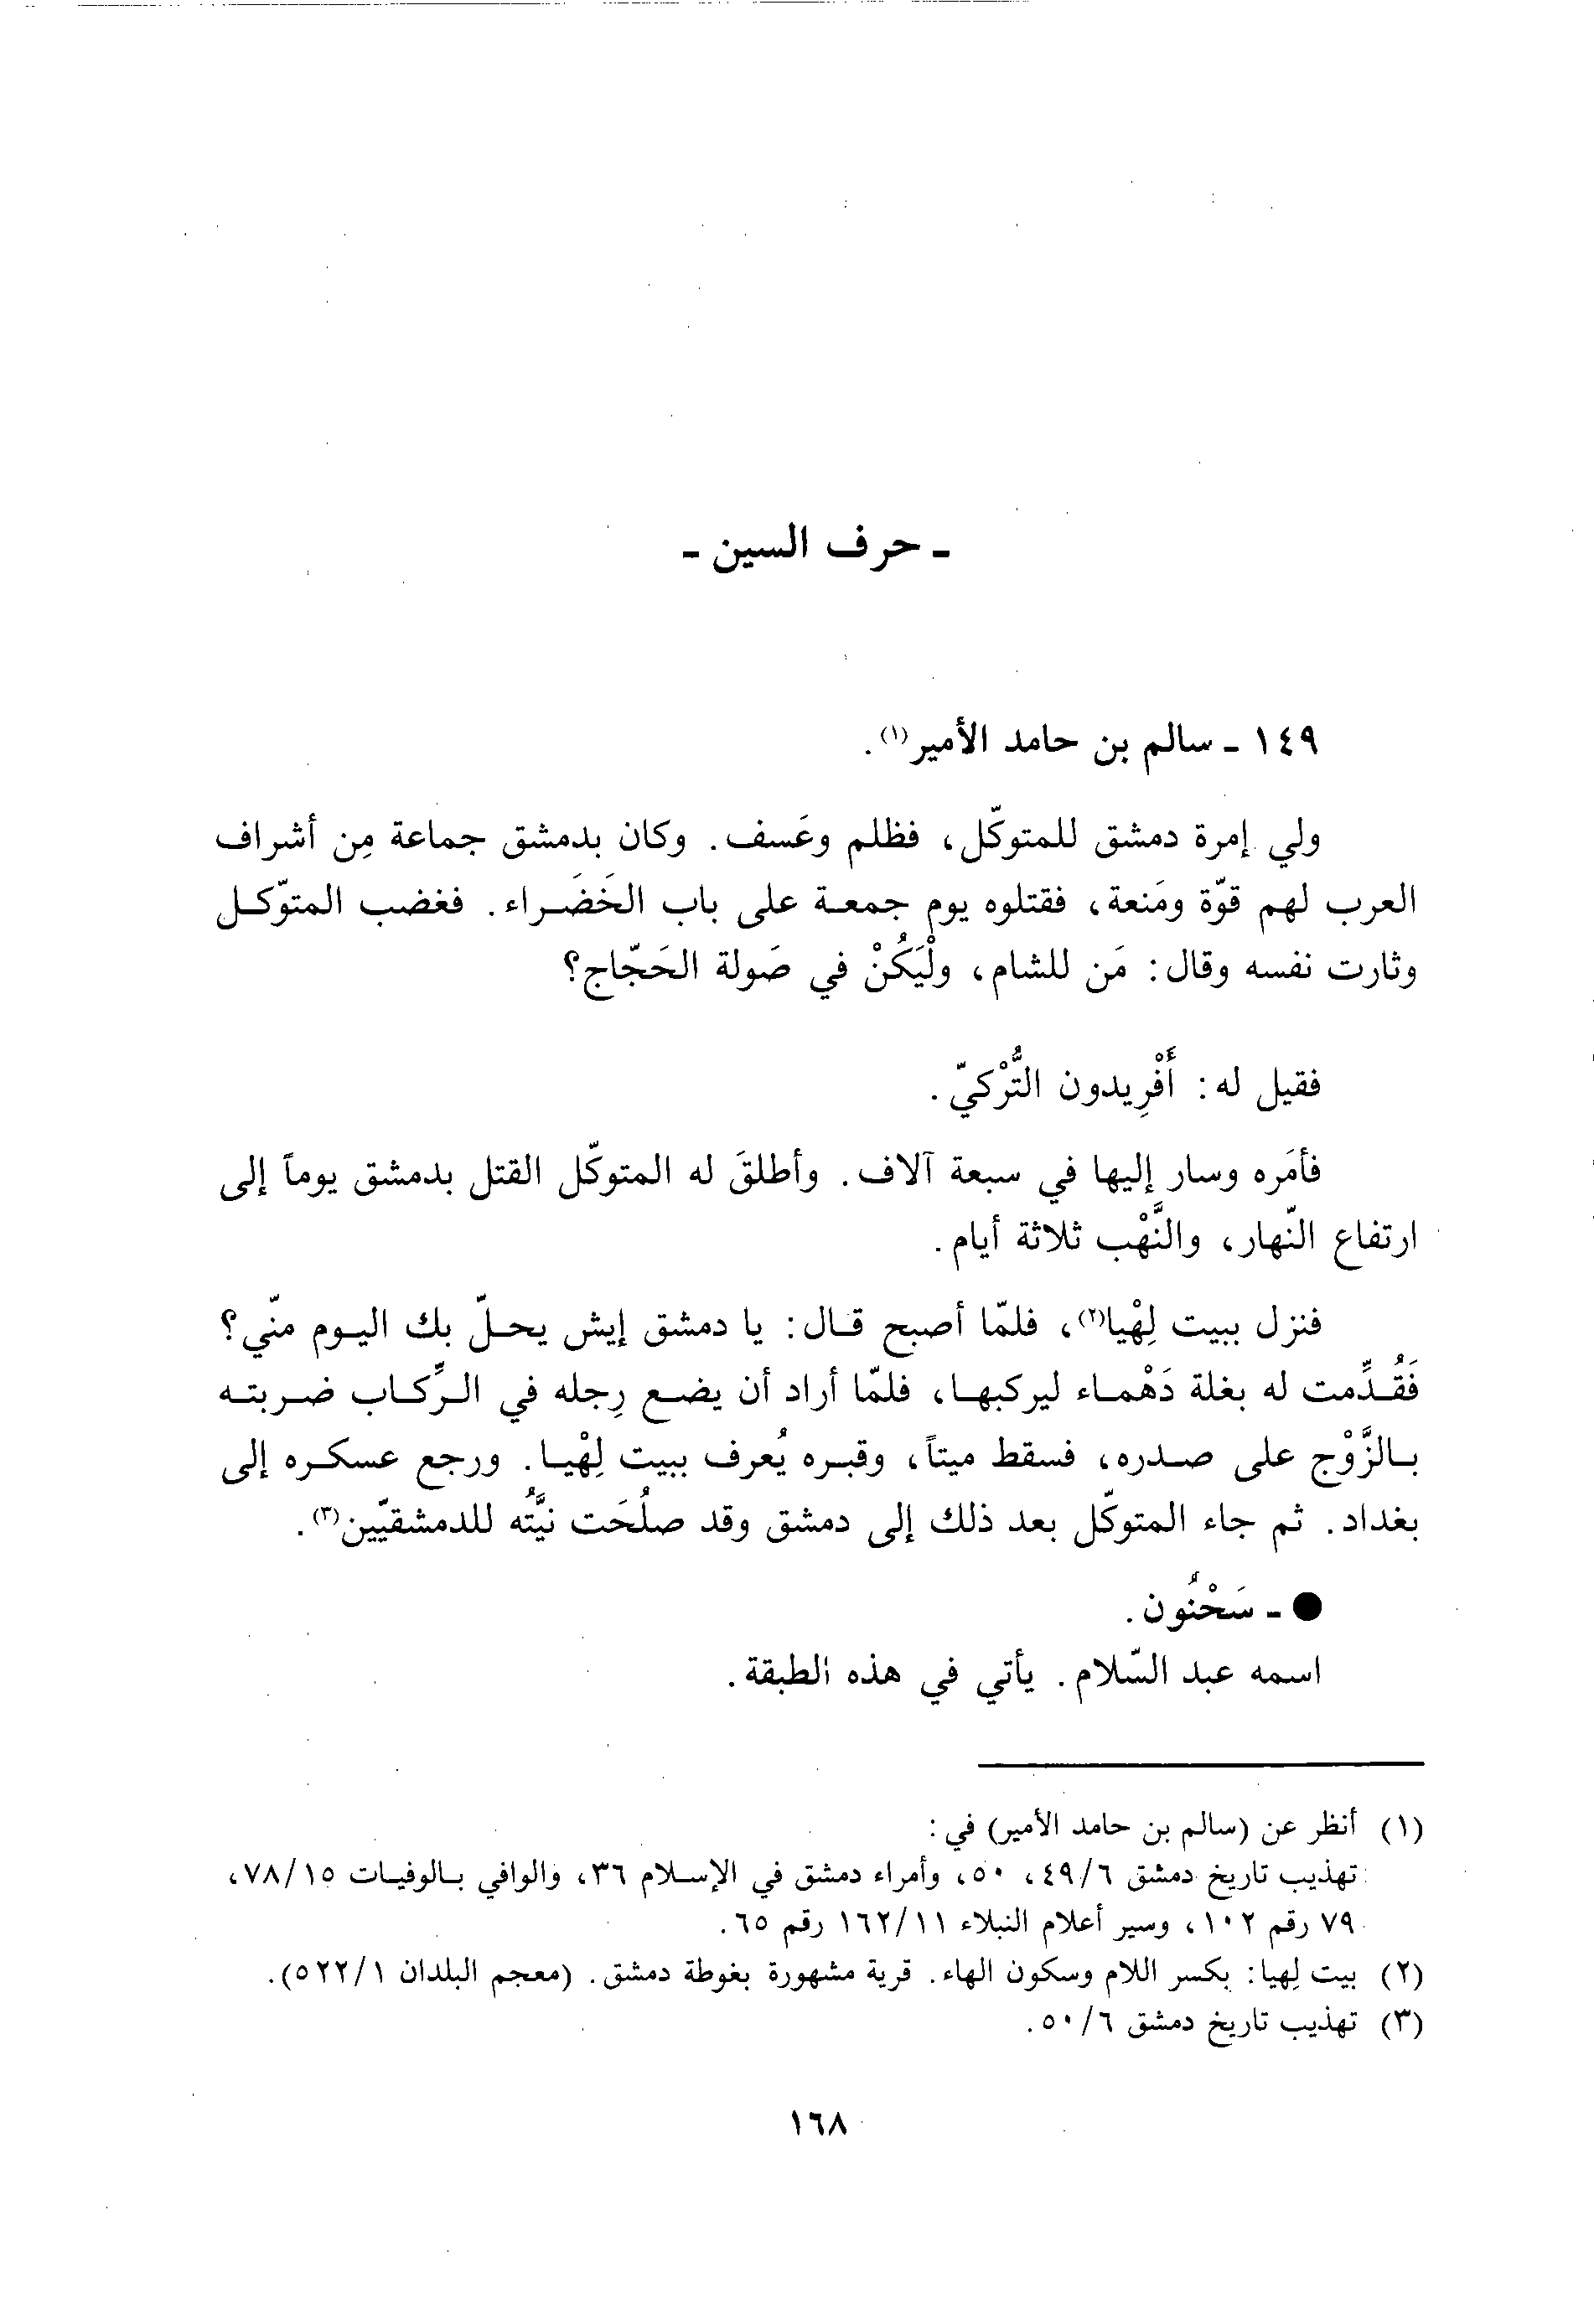 ـ حرف السين ـ
١٤٩ ـ سالم بن حامد الأمير(١).
ولي إمرة دمشق للمتوكّل، فظلم وعَسف. وكان بدمشق جماعة مِن أشراف
العرب لهم قوّة ومَنعة، فقتلوه يوم جمعة على باب الخَضَراء. فغضب المتوّكل
وثارت نفسه وقال: مَن للشام، ولْيَكُنْ في صَولة الحَجّاج؟
فقيل له: أَفْرِيدون التُّرْكيّ.
فأمَره وسار إليها في سبعة آلاف. وأطلقَ له المتوكّل القتل بدمشق يوماً إلى
ارتفاع النّهار، والنَّهْب ثلاثة أيام.
فنزل ببيت لِهْيا(٢)، فلمّا أصبح قال: يا دمشق إيش يحلّ بك اليوم منّي؟
فَقُدِّمت له بغلة دَهْماء ليركبها، فلمّا أراد أن يضع رِجله في الرِّكاب ضربته
بالزَّوْج على صدره، فسقط ميتاً، وقبره يُعرف ببيت لِهْيا. ورجع عسكره إلى
بغداد. ثم جاء المتوكّل بعد ذلك إلى دمشق وقد صلُحَت نيَّتُه للدمشقيّين(٣).
● ـ سَحْنُون.
اسمه عبد السّلام. يأتي في هذه الطبقة.
(١) أنظر عن (سالم بن حامد الأمير) في:
تهذيب تاريخ دمشق ٤٩/٦، ٥٠، وأمراء دمشق في الإسلام ٣٦، والوافي بالوفيات ٧٨/١٥،
٧٩ رقم ١٠٢، وسير أعلام النبلاء ١٦٢/١١ رقم ٦٥.
(٢) بيت لِهيا: بكسر اللام وسكون الهاء. قرية مشهورة بغوطة دمشق. (معجم البلدان ٥٢٢/١).
(٣) تهذيب تاريخ دمشق ٥٠/٦.
١٦٨